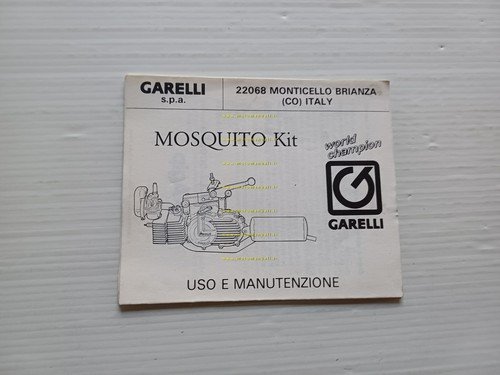 GARELLI
s.p.a.
22068 MONTICELLO BRIANZA
(CO) ITALY
MOSQUITO Kit
world
champion
GARELLI
USO E MANUTENZIONE